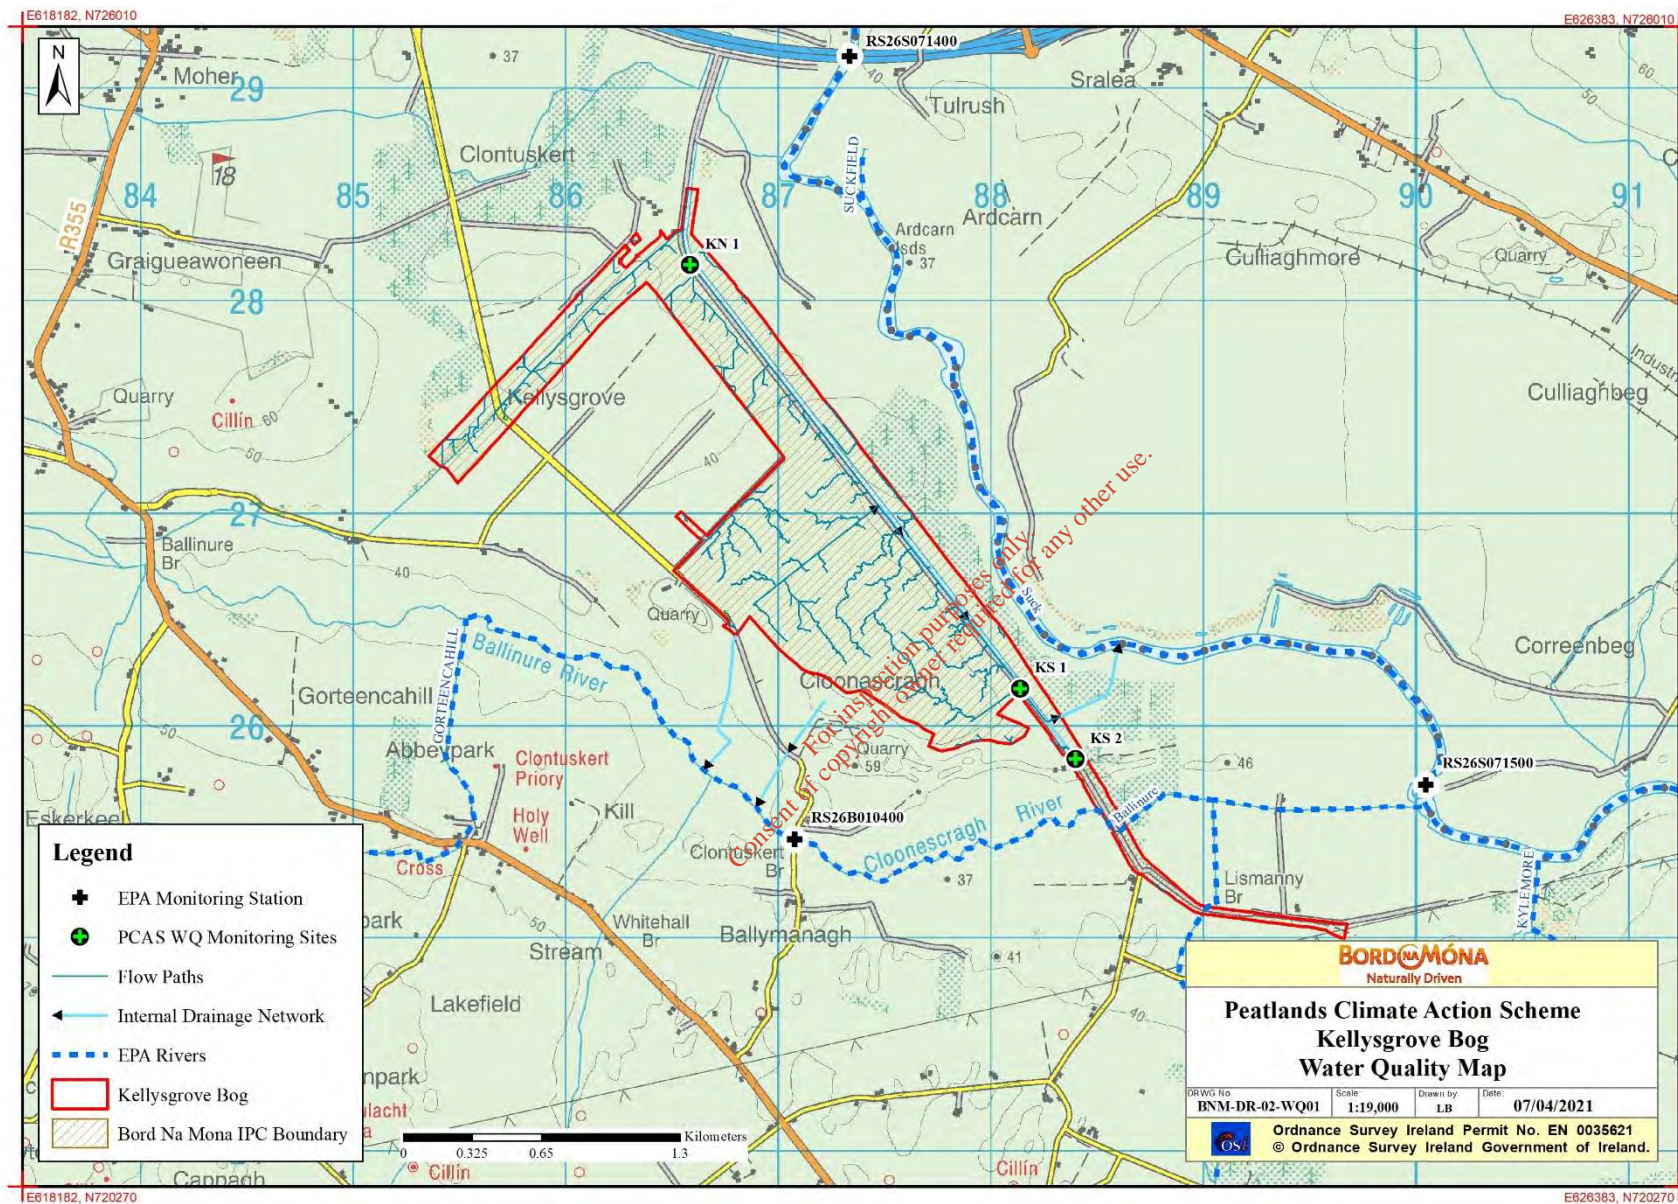 E618182, N726010
E626383, N726010
N
RS26S071400
Moher
29
37
40
Tulrush
Sralea
60
50
Clontuskert
SUCKFIELD
18
84
85
86
87
88
89
90
91
R355
Ardcarn
Ardcarn
Isds
37
KN 1
Graigueawoneen
Culliaghmore
Quarry
28
Industr
Quarry
Cillín
60
50
Kellysgrove
Culliaghbeg
40
27
Ballinure
Br
40
Quarry
Suck
GORTEENCAHILL
Ballinure River
Correenbeg
Gorteencahill
Cloonascragh
KS 1
26
50
Abbeypark
Clontuskert
Priory
Quarry
59
KS 2
46
RS26S071500
Eskerkeel
Holy
Well
Kill
RS26B010400
Cloonescragh River
Ballinure
Clontuskert
Br
Cross
37
Lismanny
Br
KYLEMORE
park
50
Whitehall
Br
Stream
Ballymanagh
41
Lakefield
40
npark
ulacht
a
Cillín
Cillín
Cappagh
For inspection purposes only.
Consent of copyright owner required for any other use.
Legend
EPA Monitoring Station
PCAS WQ Monitoring Sites
Flow Paths
Internal Drainage Network
EPA Rivers
Kellysgrove Bog
Bord Na Mona IPC Boundary
Kilometers
0 0.325 0.65 1.3
BORD NA MÓNA
Naturally Driven
Peatlands Climate Action Scheme
Kellysgrove Bog
Water Quality Map
DRWG No. Scale: Drawn by: Date:
BNM-DR-02-WQ01 1:19,000 LB 07/04/2021
OSi
Ordnance Survey Ireland Permit No. EN 0035621
© Ordnance Survey Ireland Government of Ireland.
E618182, N720270
E626383, N720270